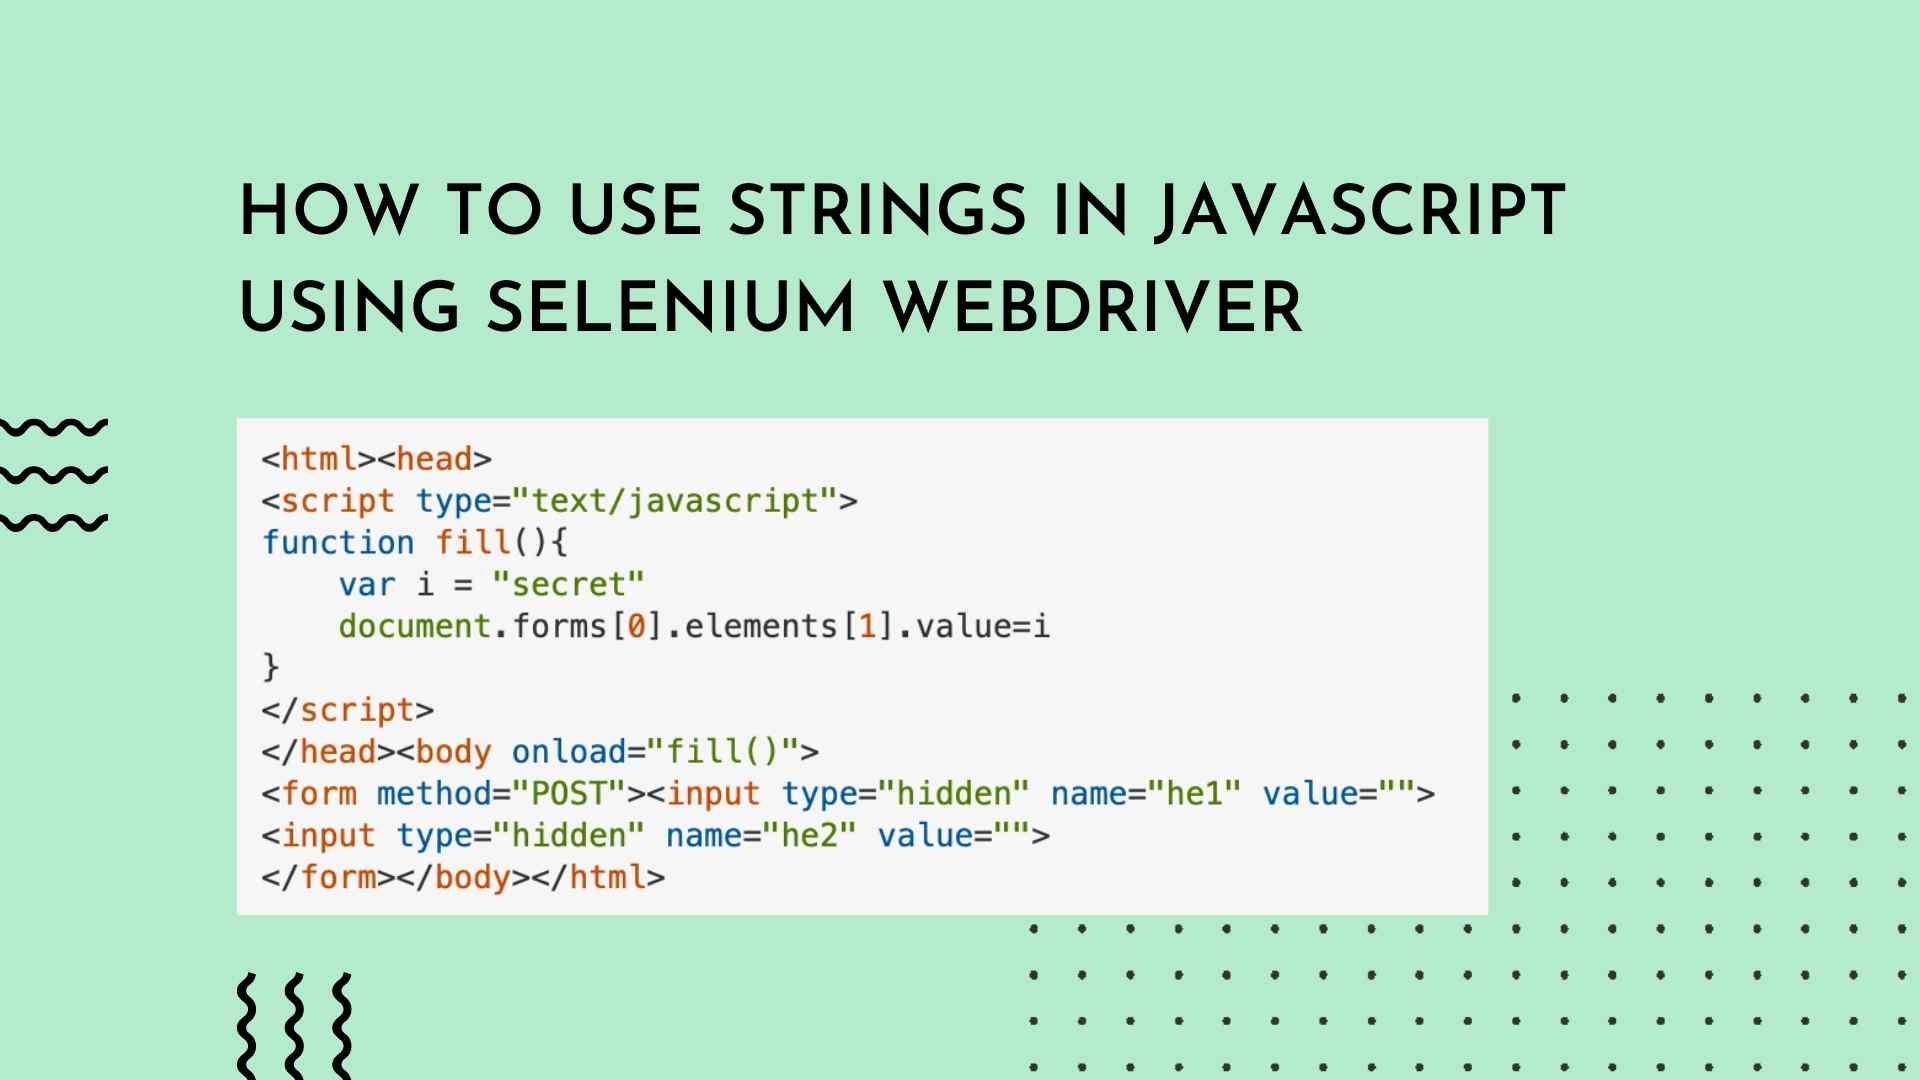 HOW TO USE STRINGS IN JAVASCRIPT
USING SELENIUM WEBDRIVER
<html><head>
<script type="text/javascript">
function fill(){
    var i = "secret"
    document.forms[0].elements[1].value=i
}
</script>
</head><body onload="fill()">
<form method="POST"><input type="hidden" name="he1" value="">
<input type="hidden" name="he2" value="">
</form></body></html>